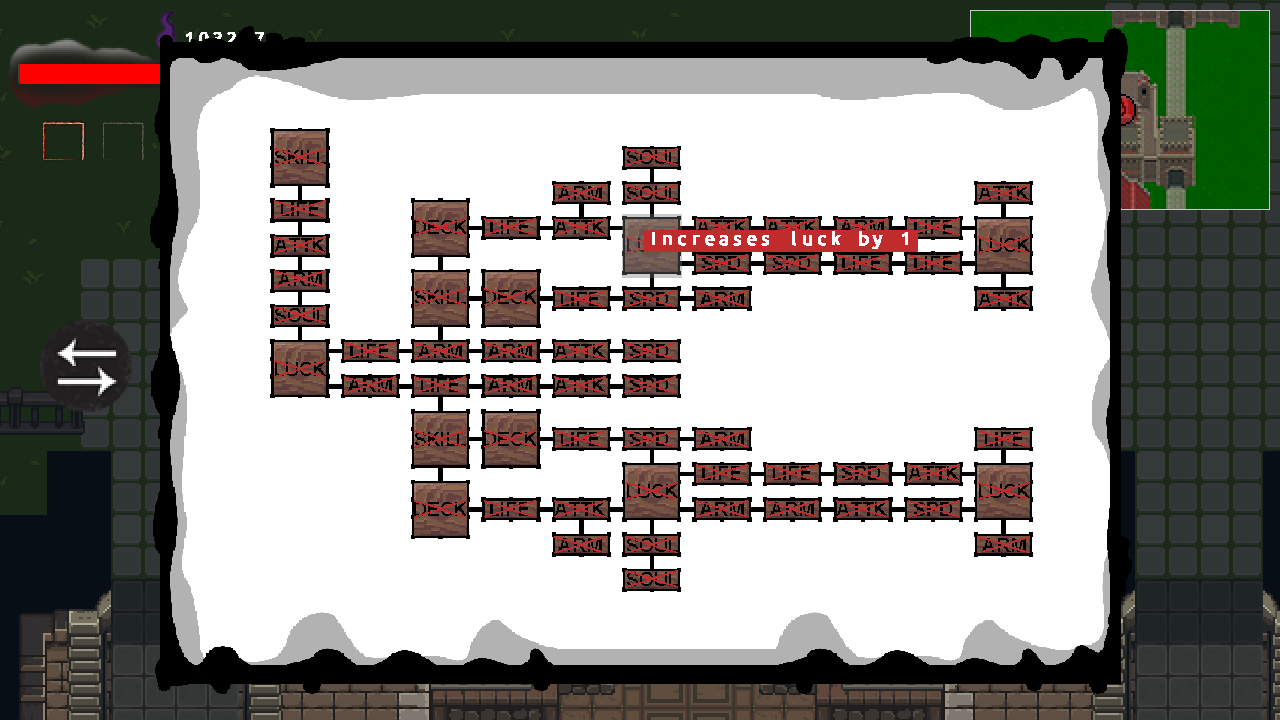 SKILL
SOUL
ARM SOUL ATTK
LIFE DECK LIFE ATTK ATTK ATTK ARM LIFE
Increases luck by 1
ATTK LUCK
SPD SPD LIFE LIFE
ARM SKILL DECK LIFE SPD ARM ATTK
SOUL
LUCK LIFE ARM ARM ATTK SPD
ARM LIFE ARM ATTK SPD
SKILL DECK LIFE SPD ARM LIFE
LIFE LIFE SPD ATTK
LUCK LUCK
DECK LIFE ATTK ARM ARM ATTK SPD
ARM SOUL ARM
SOUL